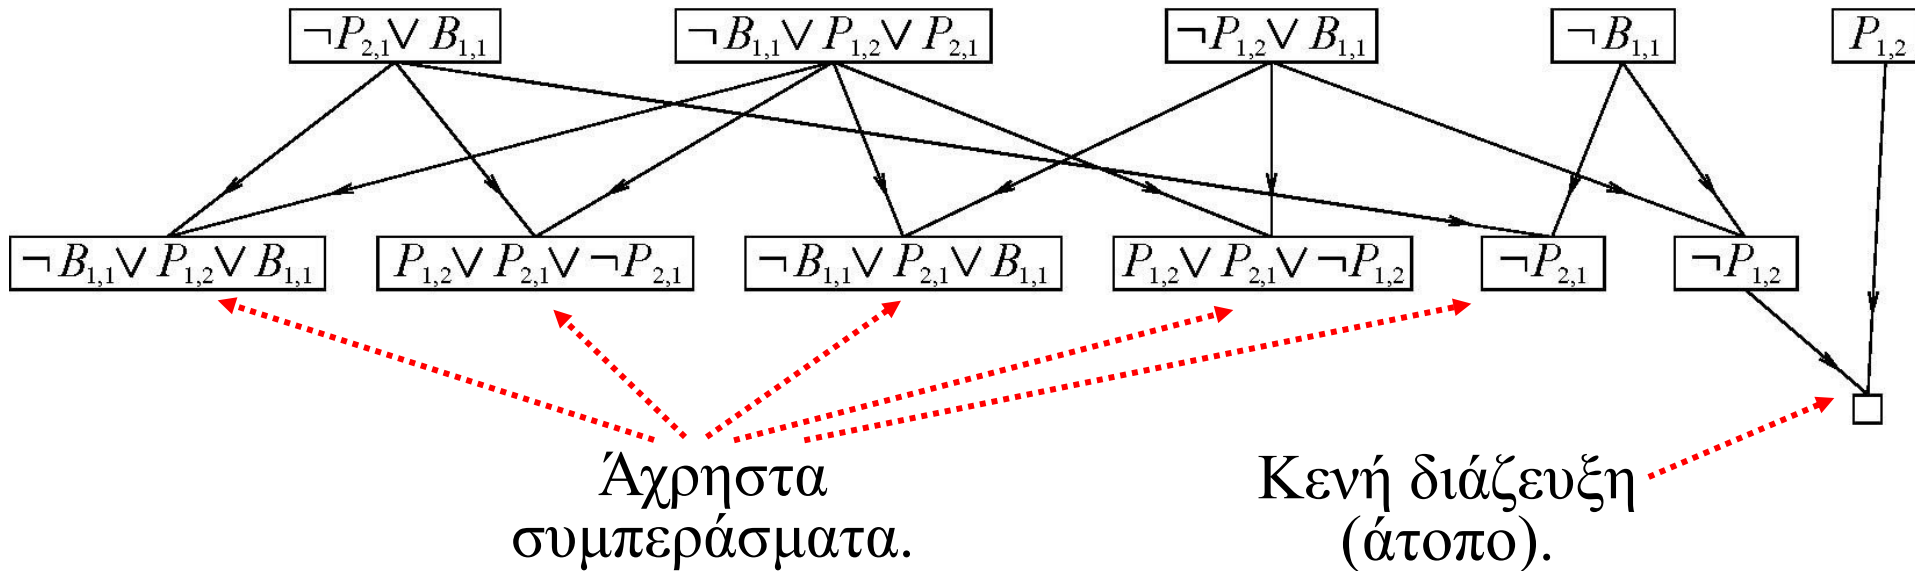 ¬P₂,₁ ∨ B₁,₁ ¬B₁,₁ ∨ P₁,₂ ∨ P₂,₁ ¬P₁,₂ ∨ B₁,₁ ¬B₁,₁ P₁,₂
¬B₁,₁ ∨ P₁,₂ ∨ B₁,₁ P₁,₂ ∨ P₂,₁ ∨ ¬P₂,₁ ¬B₁,₁ ∨ P₂,₁ ∨ B₁,₁ P₁,₂ ∨ P₂,₁ ∨ ¬P₁,₂ ¬P₂,₁ ¬P₁,₂
Άχρηστα
συμπεράσματα.
Κενή διάζευξη
(άτοπο).